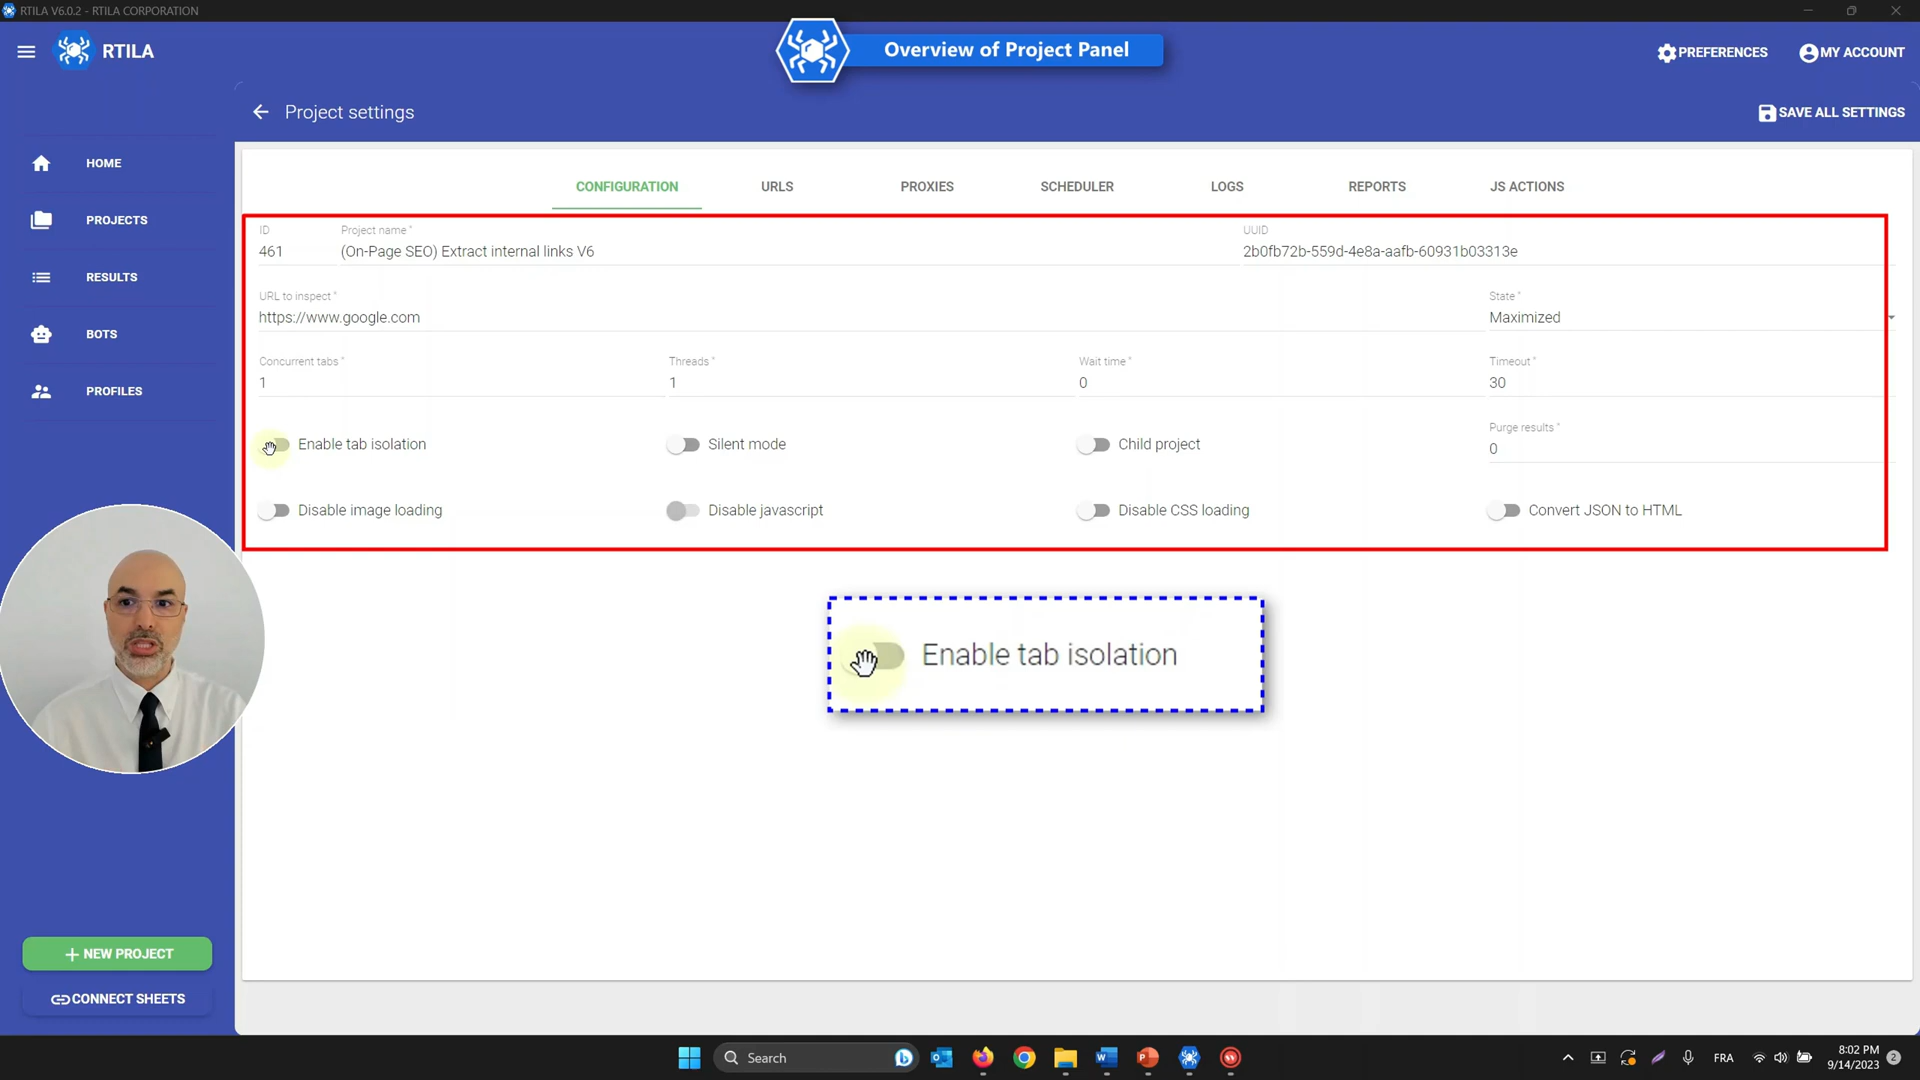 RTILA V6.0.2 - RTILA CORPORATION
RTILA
Overview of Project Panel
PREFERENCES
MY ACCOUNT
Project settings
SAVE ALL SETTINGS
HOME
PROJECTS
RESULTS
BOTS
PROFILES
CONFIGURATION URLS PROXIES SCHEDULER LOGS REPORTS JS ACTIONS
ID Project name * UUID
461 (On-Page SEO) Extract internal links V6 2b0fb72b-559d-4e8a-aafb-60931b03313e
URL to inspect * State *
https://www.google.com Maximized
Concurrent tabs * Threads * Wait time * Timeout *
1 1 0 30
Enable tab isolation Silent mode Child project
Purge results *
0
Disable image loading Disable javascript Disable CSS loading Convert JSON to HTML
Enable tab isolation
+ NEW PROJECT
CONNECT SHEETS
Search
FRA
8:02 PM
9/14/2023
2